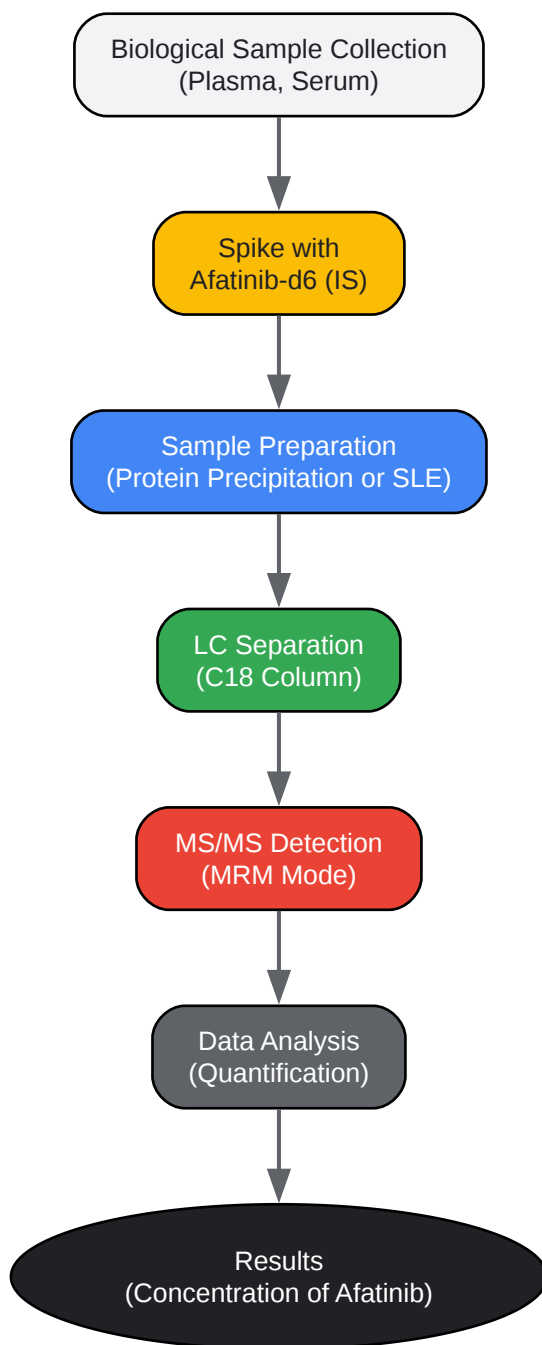 Biological Sample Collection
(Plasma, Serum)
Spike with
Afatinib-d6 (IS)
Sample Preparation
(Protein Precipitation or SLE)
LC Separation
(C18 Column)
MS/MS Detection
(MRM Mode)
Data Analysis
(Quantification)
Results
(Concentration of Afatinib)